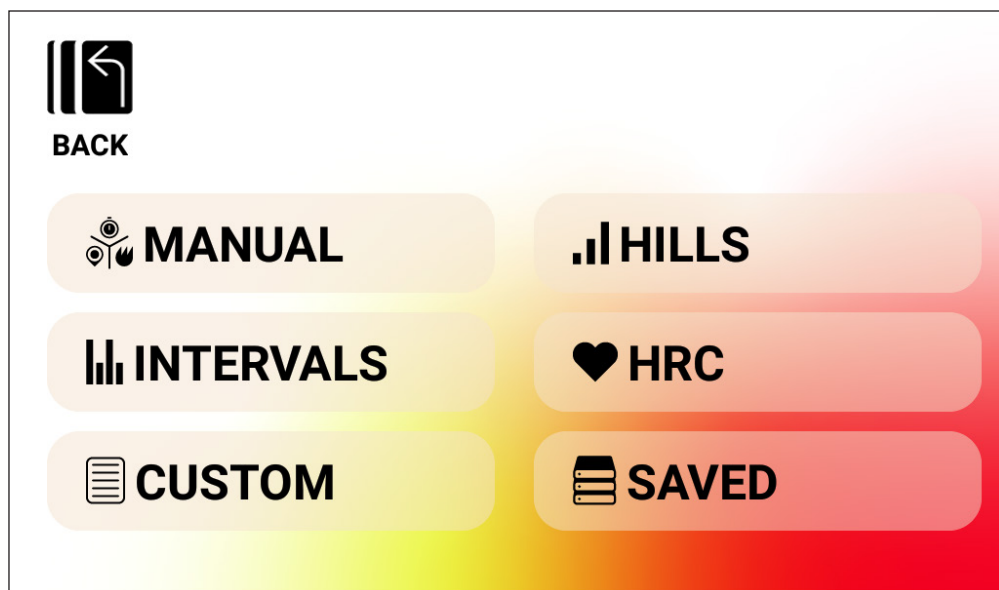 BACK
MANUAL
HILLS
INTERVALS
HRC
CUSTOM
SAVED